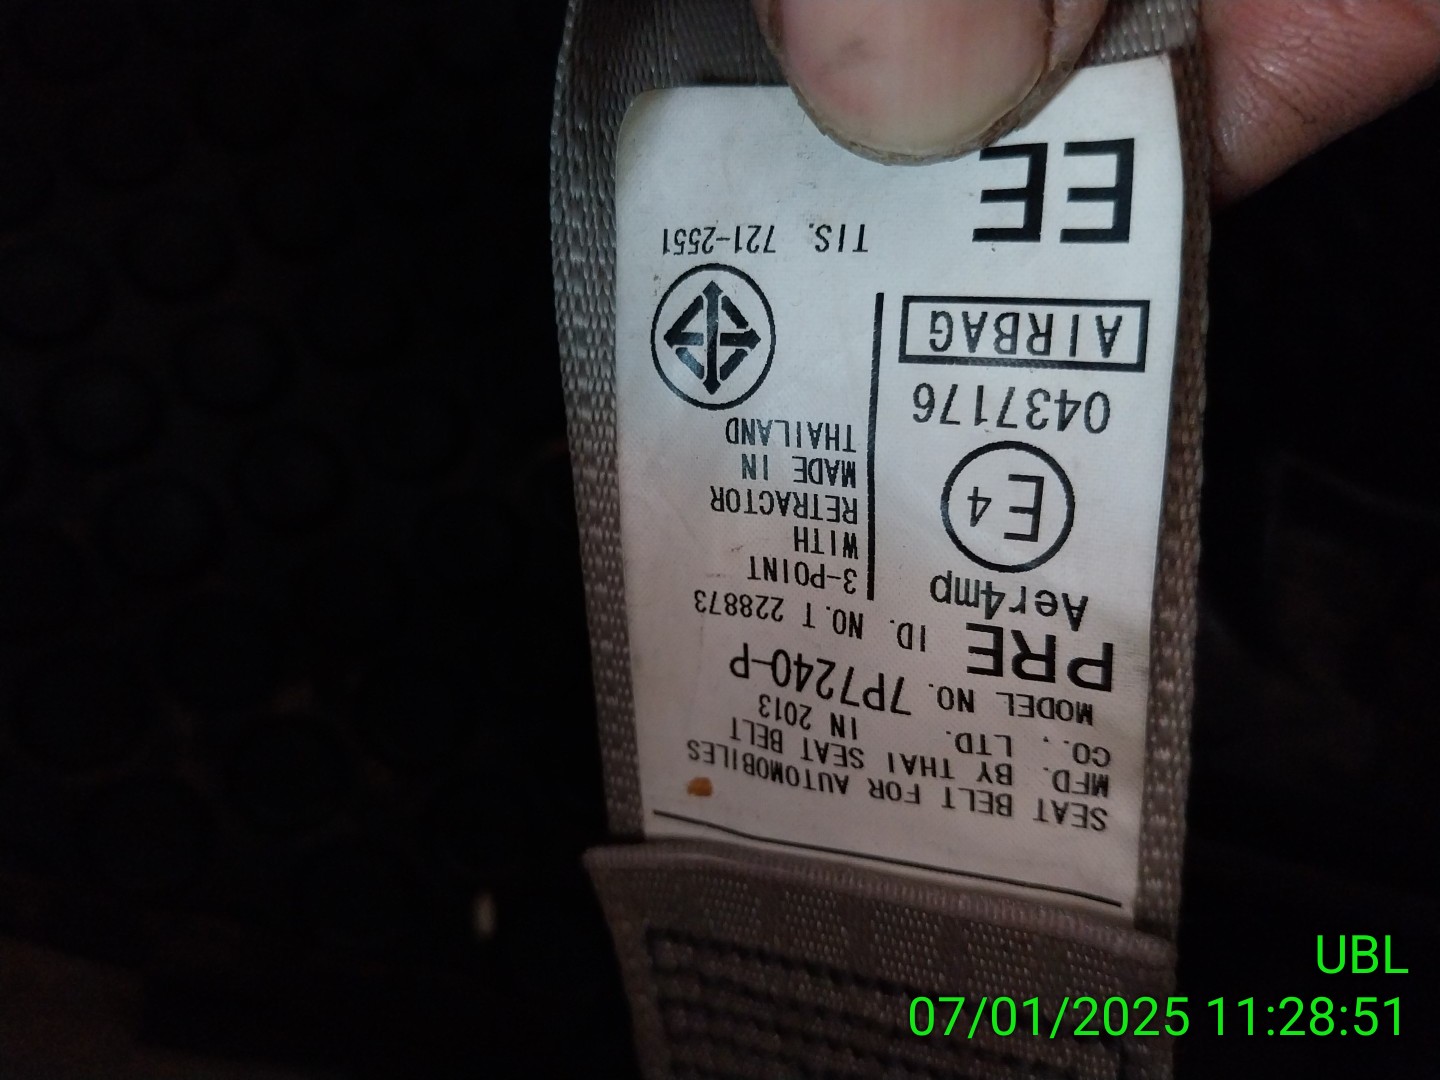 SEAT BELT FOR AUTOMOBILES
MFD. BY THAI SEAT BELT
CO., LTD. IN 2013
MODEL NO. 7P7240-P
PRE ID. NO. T 228873
Aer4mp
E4
0437176
AIRBAG
3-POINT
WITH
RETRACTOR
MADE IN
THAILAND
TIS. 721-2551
EE
UBL
07/01/2025 11:28:51